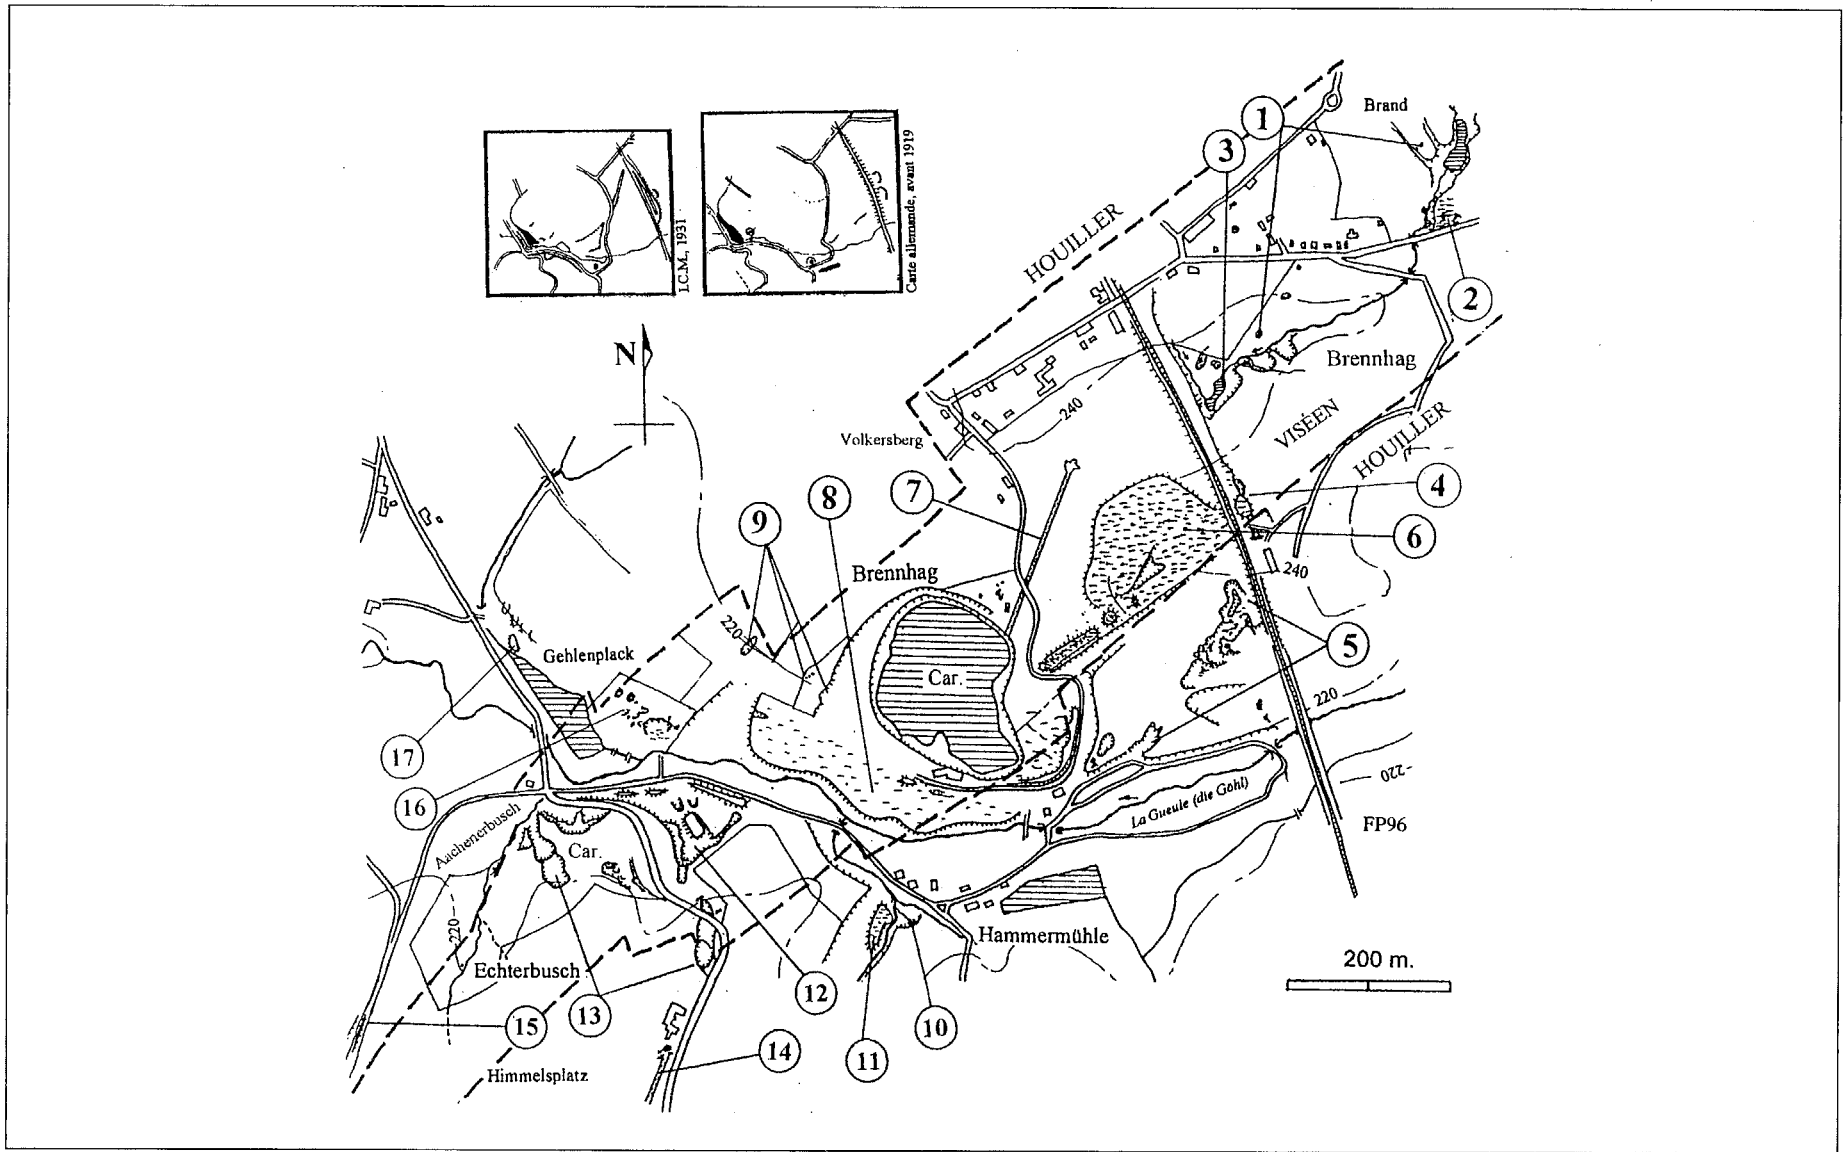 Brand
1
3
I.C.M., 1931
Carte allemande, avant 1919
HOUILLER
2
N
Brennhag
240
VISÉEN
HOUILLER
Volkersberg
7
8
4
9
6
Brennhag
240
220
5
Gehlenplack
Car.
220
17
220
16
La Gueule (die Göhl)
FP96
Aachenerbusch
Car.
220
Hammermühle
200 m.
Echterbusch
12
13
15
10
14
11
Himmelsplatz